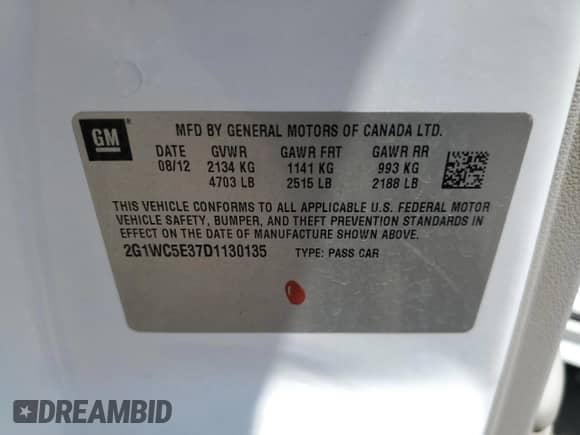 GM
MFD BY GENERAL MOTORS OF CANADA LTD.
DATE GVWR GAWR FRT GAWR RR
08/12 2134 KG 1141 KG 993 KG
4703 LB 2515 LB 2188 LB
THIS VEHICLE CONFORMS TO ALL APPLICABLE U.S. FEDERAL MOTOR
VEHICLE SAFETY, BUMPER, AND THEFT PREVENTION STANDARDS IN
EFFECT ON THE DATE OF MANUFACTURE SHOWN ABOVE.
2G1WC5E37D1130135 TYPE: PASS CAR
DREAMBID